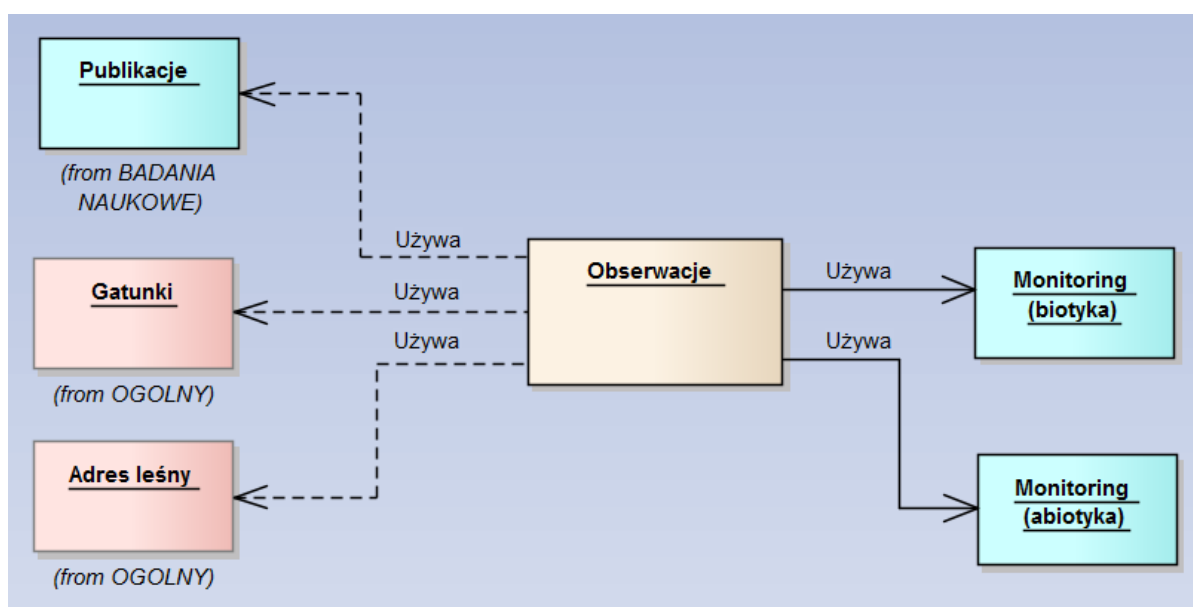 Publikacje
(from BADANIA
NAUKOWE)
Używa
Gatunki
(from OGOLNY)
Używa
Adres leśny
(from OGOLNY)
Używa
Obserwacje
Używa
Monitoring
(biotyka)
Używa
Monitoring
(abiotyka)